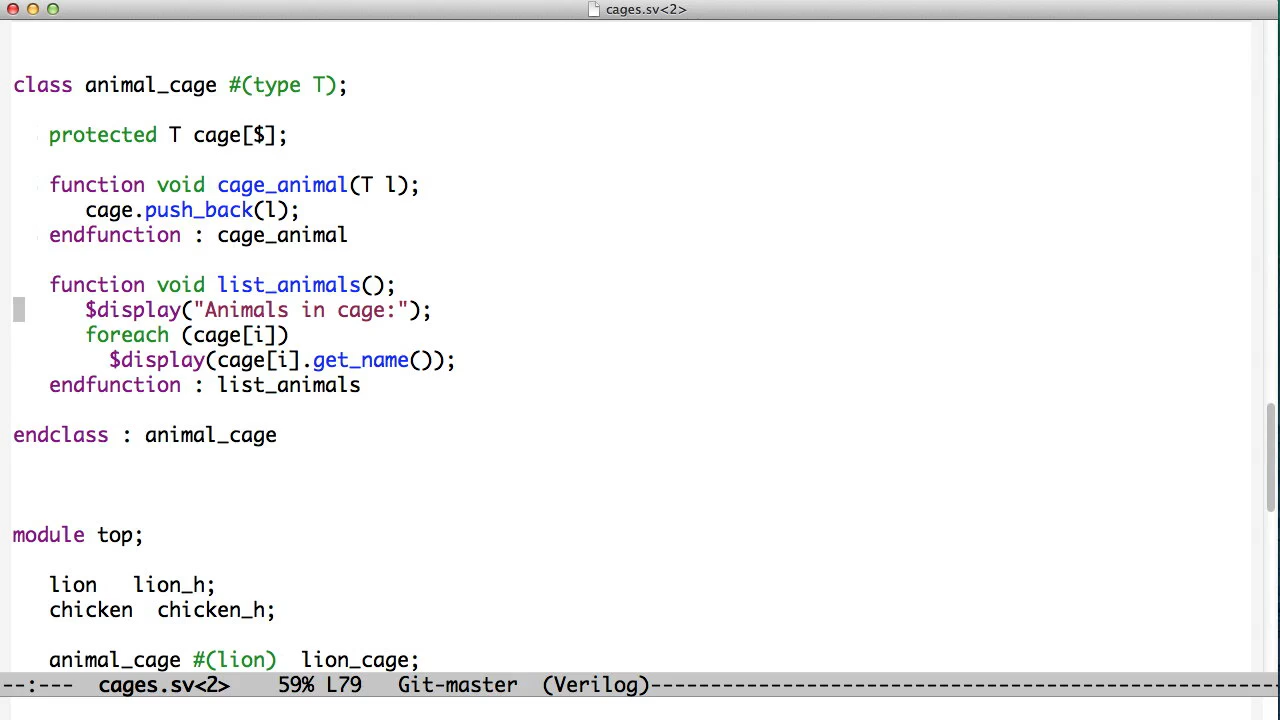 cages.sv<2>
class animal_cage #(type T);
protected T cage[$];
function void cage_animal(T l);
cage.push_back(l);
endfunction : cage_animal
function void list_animals();
$display("Animals in cage:");
foreach (cage[i])
$display(cage[i].get_name());
endfunction : list_animals
endclass : animal_cage
module top;
lion   lion_h;
chicken  chicken_h;
animal_cage #(lion)  lion_cage;
--:---  cages.sv<2>    59% L79   Git-master  (Verilog)----------------------------------------------------